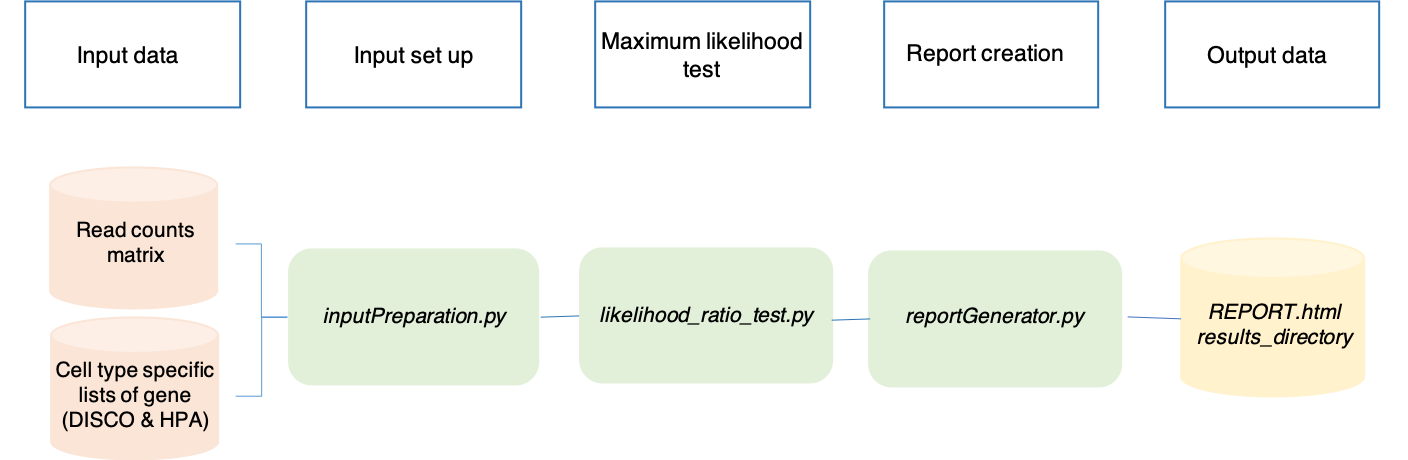 Input data
Input set up
Maximum likelihood
test
Report creation
Output data
Read counts
matrix
Cell type specific
lists of gene
(DISCO & HPA)
inputPreparation.py
likelihood_ratio_test.py
reportGenerator.py
REPORT.html
results_directory